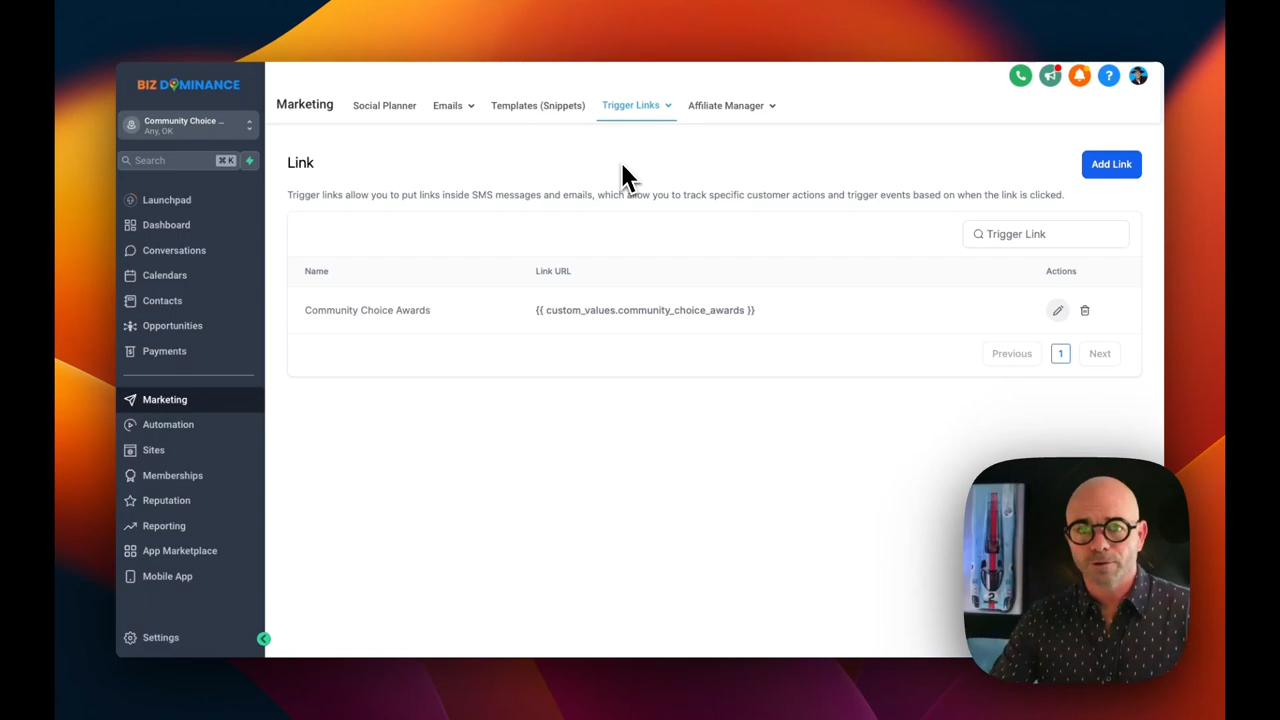 BIZ DOMINANCE
Community Choice ...
Any, OK
Search ⌘ K
Launchpad
Dashboard
Conversations
Calendars
Contacts
Opportunities
Payments
Marketing
Automation
Sites
Memberships
Reputation
Reporting
App Marketplace
Mobile App
Settings
Marketing Social Planner Emails Templates (Snippets) Trigger Links Affiliate Manager
Link
Add Link
Trigger links allow you to put links inside SMS messages and emails, which allow you to track specific customer actions and trigger events based on when the link is clicked.
Trigger Link
Name Link URL Actions
Community Choice Awards {{ custom_values.community_choice_awards }}
Previous 1 Next
2